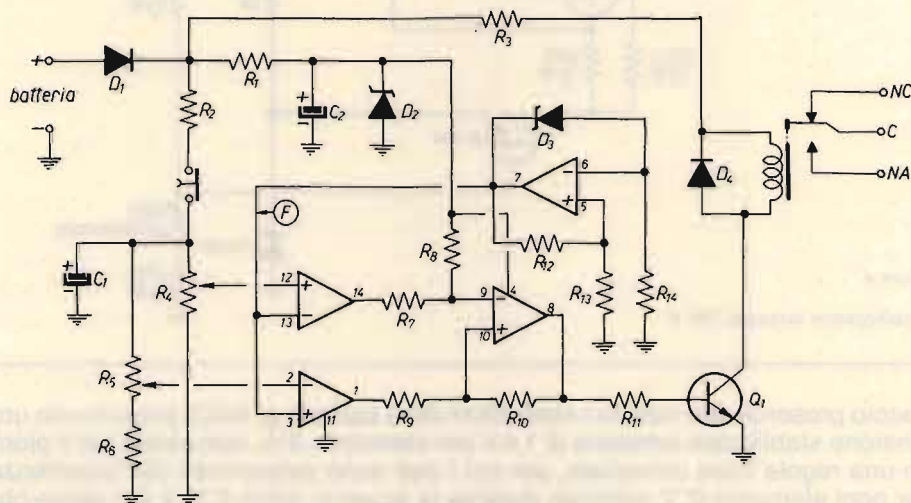 R3
+
D1
R1
NC
batteria
R2
+
C2
D2
D3
C
-
7
-
6
+
5
D4
NA
F
R8
R12
+
C1
R4
12
+
14
R7
9
-
4
R13
R14
13
-
8
10
+
R5
2
-
1
R9
R10
R11
Q1
3
+
11
R6